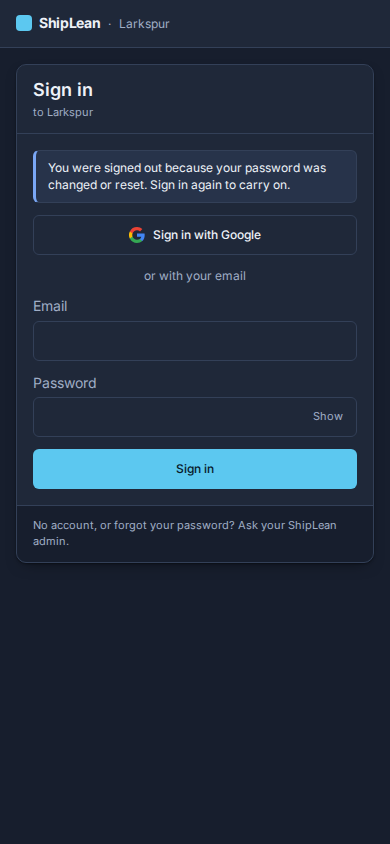 ShipLean · Larkspur
Sign in
to Larkspur
You were signed out because your password was
changed or reset. Sign in again to carry on.
Sign in with Google
or with your email
Email
Password
Show
Sign in
No account, or forgot your password? Ask your ShipLean
admin.